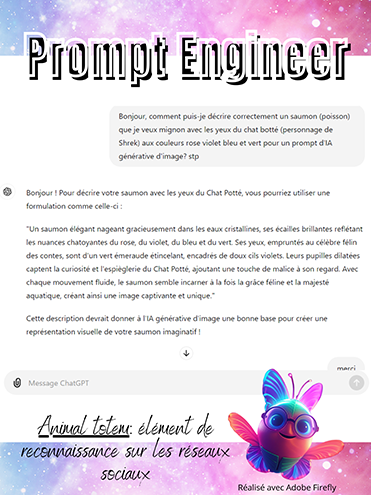 Prompt Engineer
Bonjour, comment puis-je décrire correctement un saumon (poisson)
que je veux mignon avec les yeux du chat botté (personnage de
Shrek) aux couleurs rose violet bleu et vert pour un prompt d'IA
générative d'image? stp
Bonjour ! Pour décrire votre saumon avec les yeux du Chat Potté, vous pourriez utiliser une
formulation comme celle-ci :
"Un saumon élégant nageant gracieusement dans les eaux cristallines, ses écailles brillantes reflétant
les nuances chatoyantes du rose, du violet, du bleu et du vert. Ses yeux, empruntés au célèbre félin
des contes, sont d'un vert émeraude étincelant, encadrés de doux cils violets. Leurs pupilles dilatées
captent la curiosité et l'espièglerie du Chat Potté, ajoutant une touche de malice à son regard. Avec
chaque mouvement fluide, le saumon semble incarner à la fois la grâce féline et la majesté
aquatique, créant ainsi une image captivante et unique."
Cette description devrait donner à l'IA générative d'image une bonne base pour créer une
représentation visuelle de votre saumon imaginatif !
merci
Message ChatGPT
Animal totem: élément de
reconnaissance sur les réseaux
sociaux
Réalisé avec Adobe Firefly